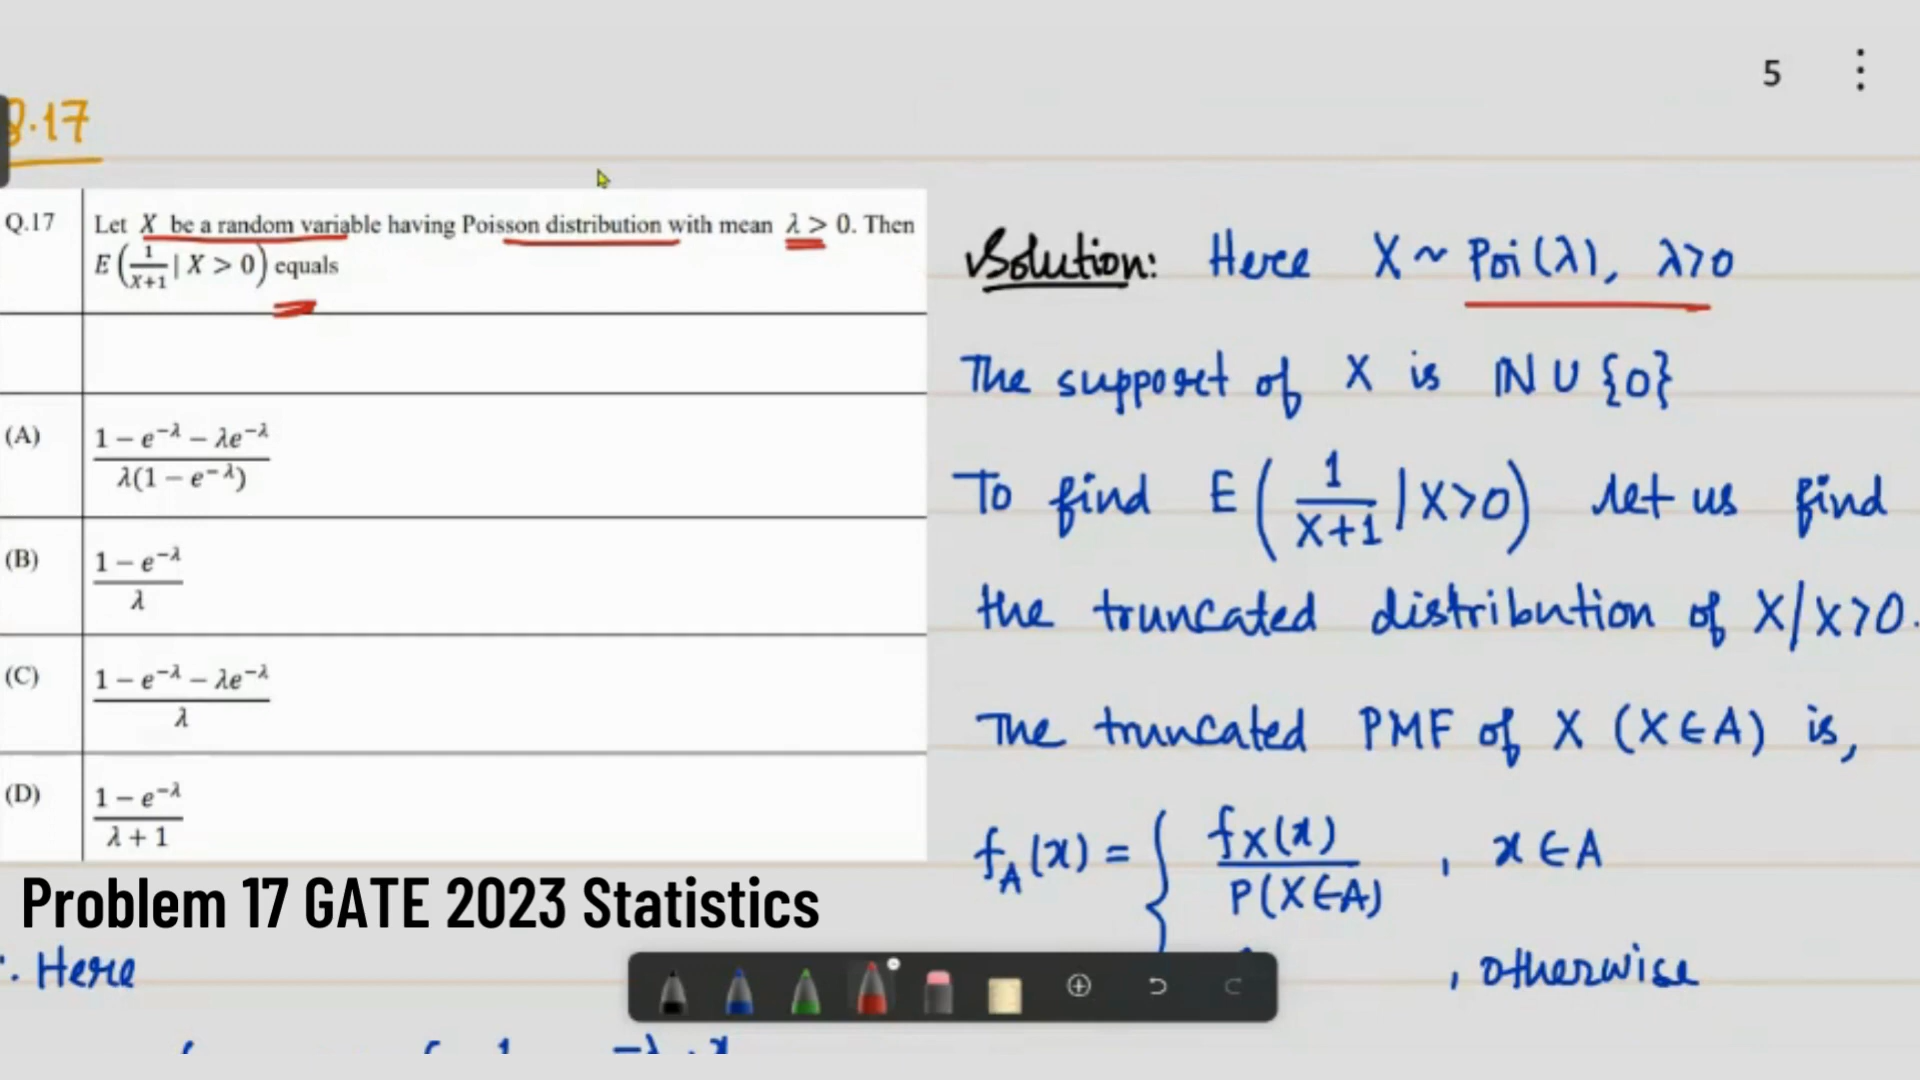 5
Q.17
Q.17 Let X be a random variable having Poisson distribution with mean λ > 0. Then
E (1/(X+1) | X > 0) equals
(A) (1 − e^−λ − λe^−λ) / (λ(1 − e^−λ))
(B) (1 − e^−λ) / λ
(C) (1 − e^−λ − λe^−λ) / λ
(D) (1 − e^−λ) / (λ + 1)
Problem 17 GATE 2023 Statistics
∴ Here
Solution: Here X ~ Poi(λ), λ>0
The support of X is ℕ ∪ {0}
To find E(1/(X+1) | X>0) let us find
the truncated distribution of X/X>0.
The truncated PMF of X (X∈A) is,
f_A(x) = { f_X(x) / P(X∈A) , x ∈ A
, otherwise